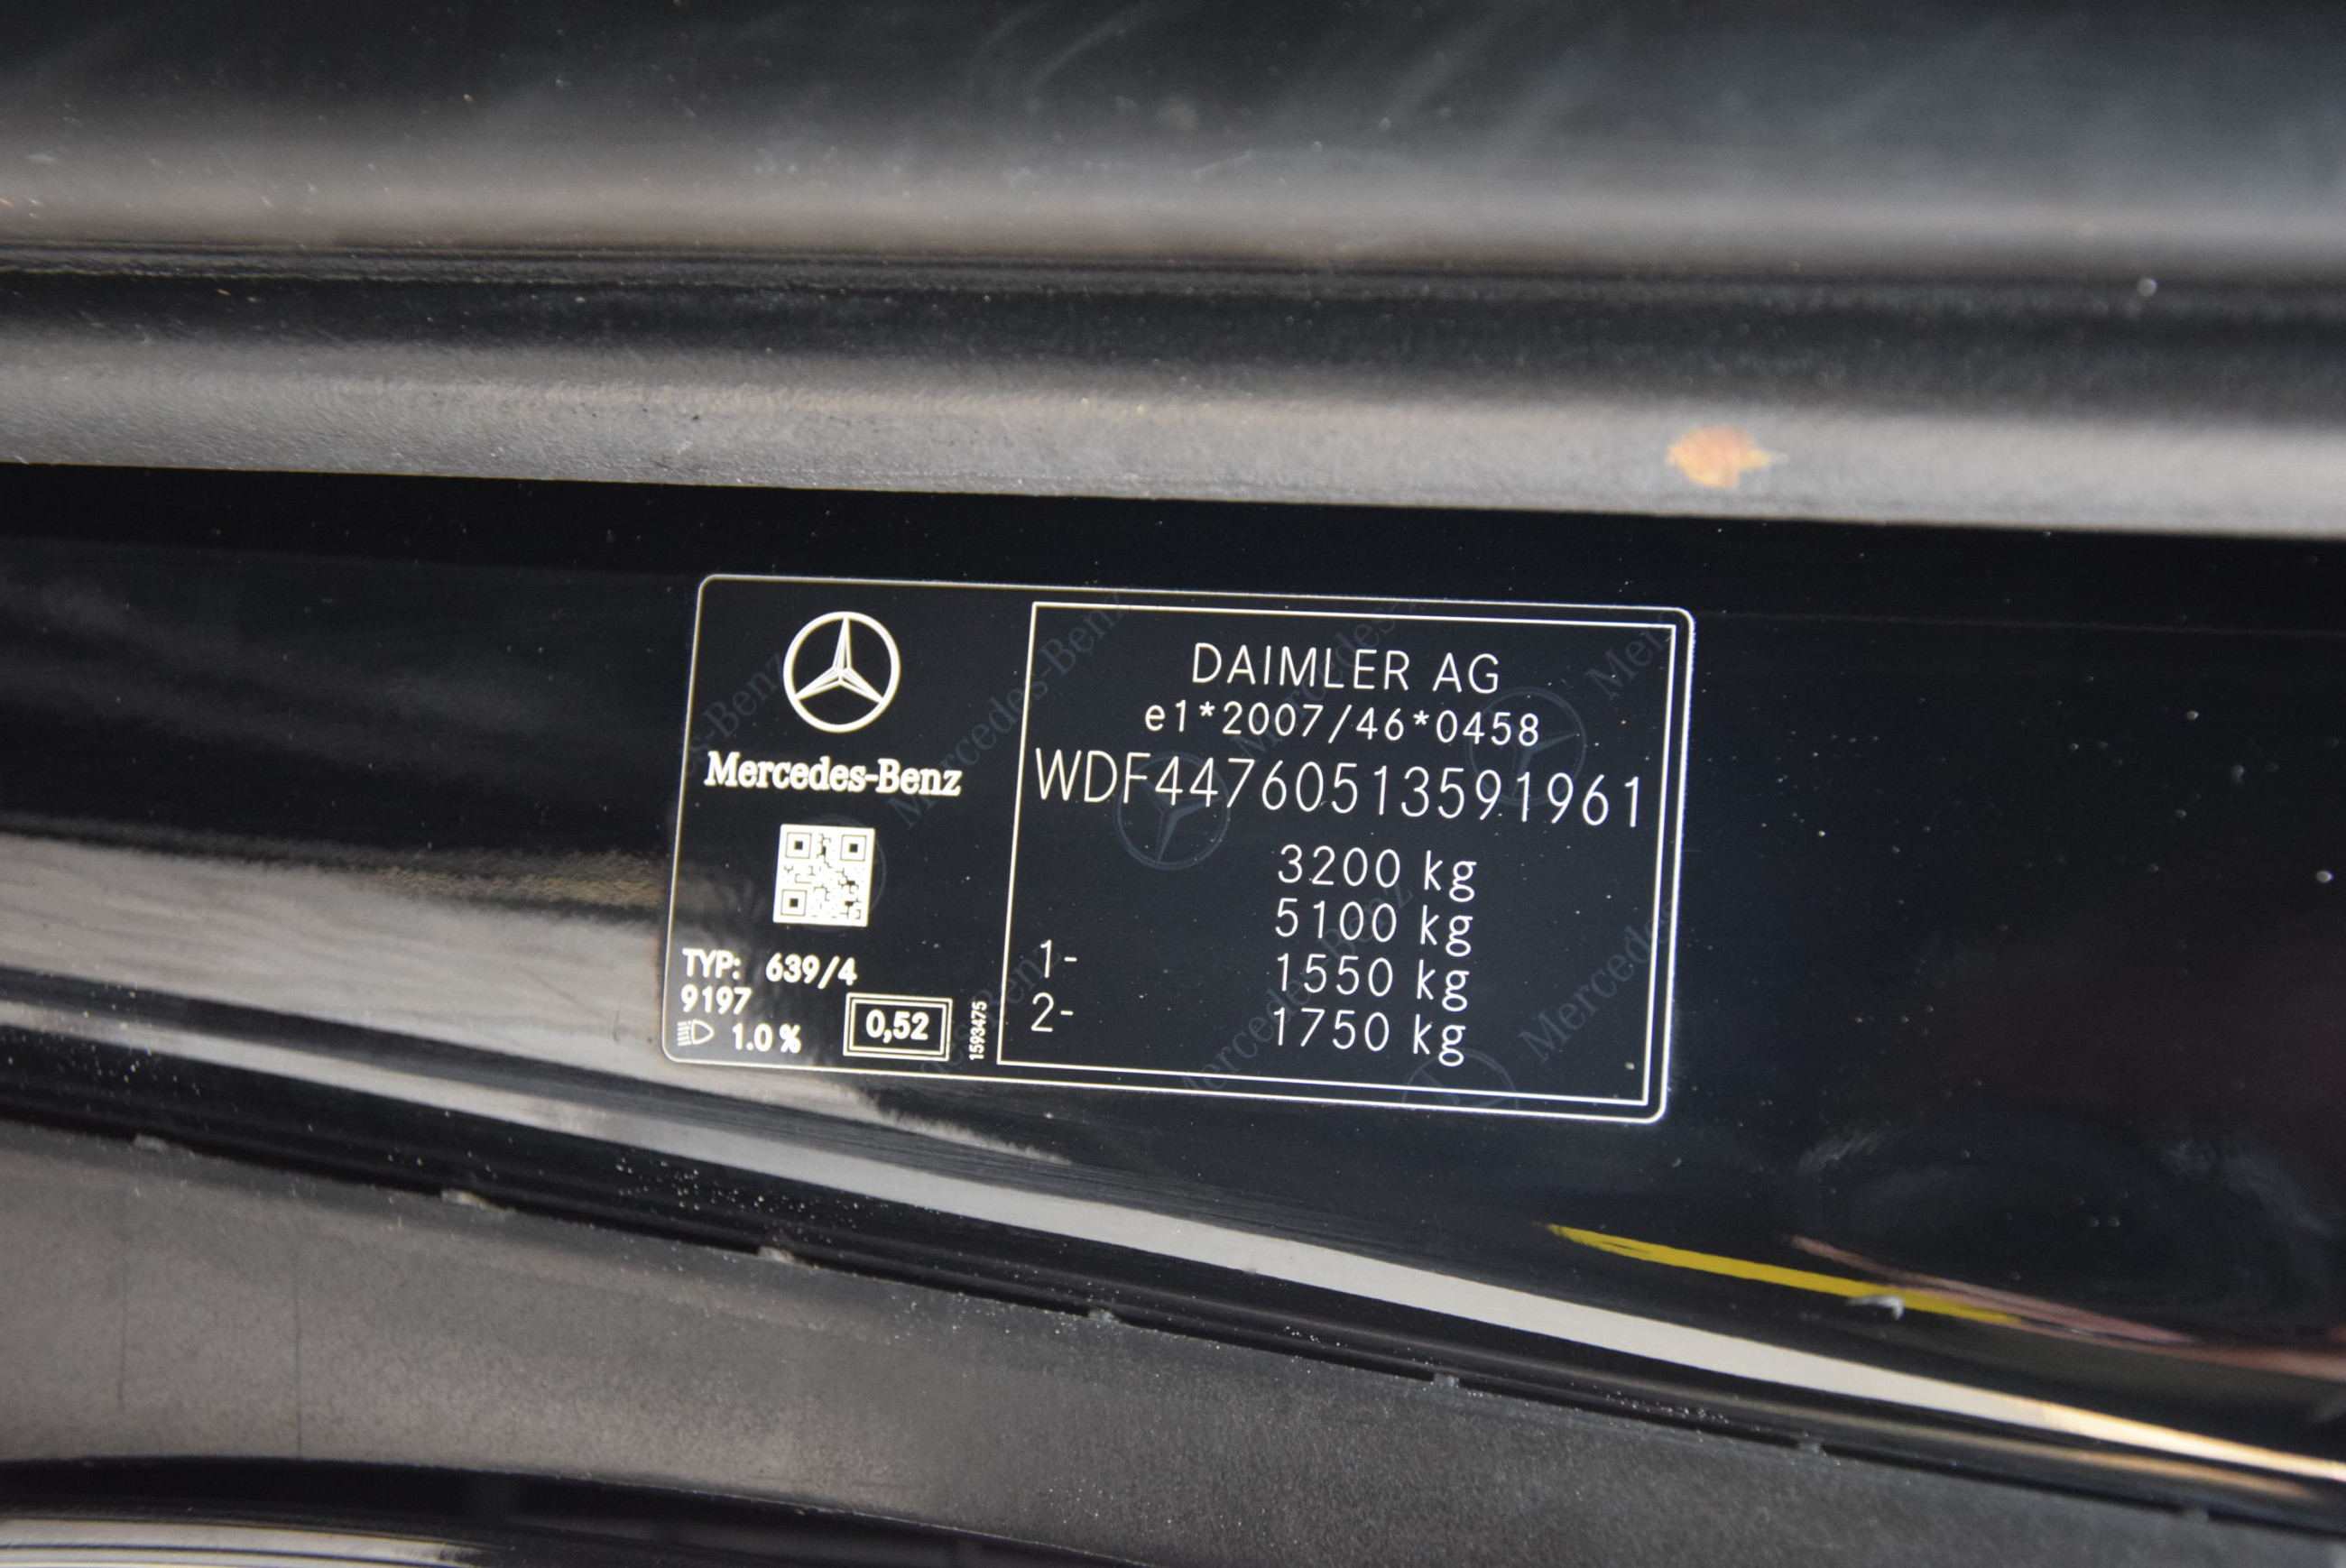 Mercedes-Benz
TYP: 639/4
9197
1.0 %
0,52
1593475
DAIMLER AG
e1*2007/46*0458
WDF44760513591961
3200 kg
5100 kg
1- 1550 kg
2- 1750 kg